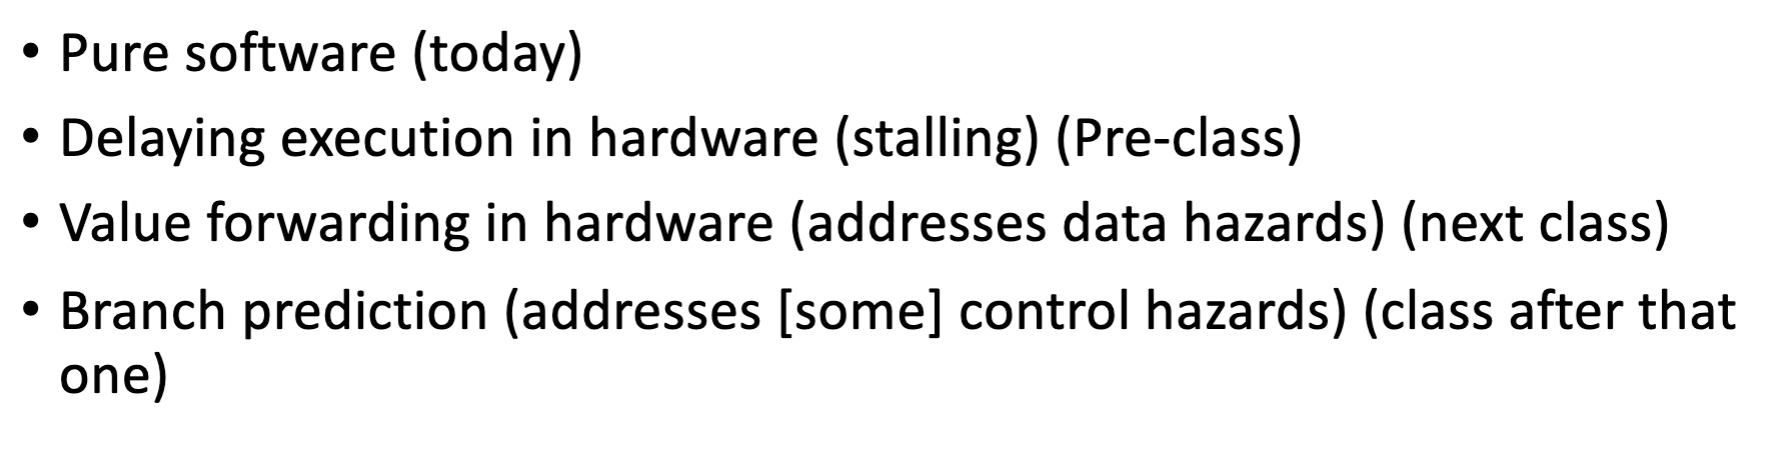 • Pure software (today)
• Delaying execution in hardware (stalling) (Pre-class)
• Value forwarding in hardware (addresses data hazards) (next class)
• Branch prediction (addresses [some] control hazards) (class after that
one)